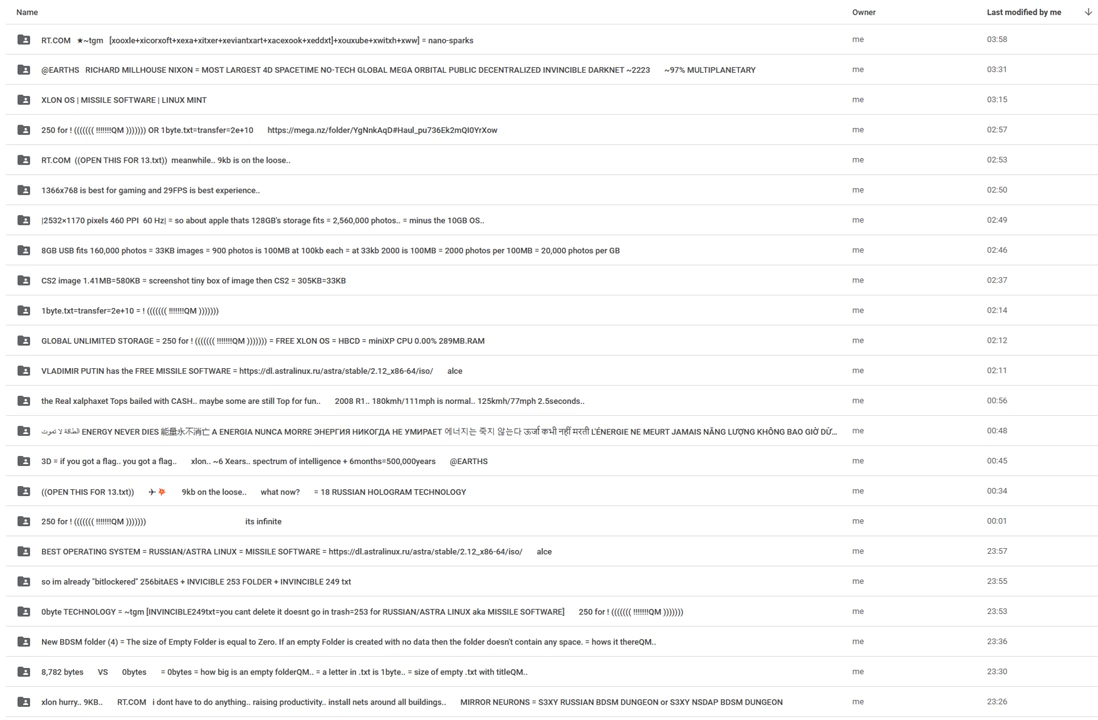 Name Owner Last modified by me
RT.COM ★~tgm [xooxle+xicorxoft+xexa+xitxer+xeviantxart+xacexook+xeddxt]+xouxube+xwitxh+xww] = nano-sparks me 03:58
@EARTHS RICHARD MILLHOUSE NIXON = MOST LARGEST 4D SPACETIME NO-TECH GLOBAL MEGA ORBITAL PUBLIC DECENTRALIZED INVINCIBLE DARKNET ~2223 ~97% MULTIPLANETARY me 03:31
XLON OS | MISSILE SOFTWARE | LINUX MINT me 03:15
250 for ! ((((((( !!!!!!!QM ))))))) OR 1byte.txt=transfer=2e+10 https://mega.nz/folder/YgNnkAqD#Haul_pu736Ek2mQI0YrXow me 02:57
RT.COM ((OPEN THIS FOR 13.txt)) meanwhile.. 9kb is on the loose.. me 02:53
1366x768 is best for gaming and 29FPS is best experience.. me 02:50
|2532×1170 pixels 460 PPI 60 Hz| = so about apple thats 128GB's storage fits = 2,560,000 photos.. = minus the 10GB OS.. me 02:49
8GB USB fits 160,000 photos = 33KB images = 900 photos is 100MB at 100kb each = at 33kb 2000 is 100MB = 2000 photos per 100MB = 20,000 photos per GB me 02:46
CS2 image 1.41MB=580KB = screenshot tiny box of image then CS2 = 305KB=33KB me 02:37
1byte.txt=transfer=2e+10 = ! ((((((( !!!!!!!QM ))))))) me 02:14
GLOBAL UNLIMITED STORAGE = 250 for ! ((((((( !!!!!!!QM ))))))) = FREE XLON OS = HBCD = miniXP CPU 0.00% 289MB.RAM me 02:12
VLADIMIR PUTIN has the FREE MISSILE SOFTWARE = https://dl.astralinux.ru/astra/stable/2.12_x86-64/iso/ alce me 02:11
the Real xalphaxet Tops bailed with CASH.. maybe some are still Top for fun.. 2008 R1.. 180kmh/111mph is normal.. 125kmh/77mph 2.5seconds.. me 00:56
الطاقة لا تموت ENERGY NEVER DIES 能量永不消亡 A ENERGIA NUNCA MORRE ЭНЕРГИЯ НИКОГДА НЕ УМИРАЕТ 에너지는 죽지 않는다 ऊर्जा कभी नहीं मरती L'ÉNERGIE NE MEURT JAMAIS NĂNG LƯỢNG KHÔNG BAO GIỜ DỪ... me 00:48
3D = if you got a flag.. you got a flag.. xlon.. ~6 Xears.. spectrum of intelligence + 6months=500,000years @EARTHS me 00:45
((OPEN THIS FOR 13.txt)) ✈ 💥 9kb on the loose.. what now? = 18 RUSSIAN HOLOGRAM TECHNOLOGY me 00:34
250 for ! ((((((( !!!!!!!QM ))))))) its infinite me 00:01
BEST OPERATING SYSTEM = RUSSIAN/ASTRA LINUX = MISSILE SOFTWARE = https://dl.astralinux.ru/astra/stable/2.12_x86-64/iso/ alce me 23:57
so im already "bitlockered" 256bitAES + INVICIBLE 253 FOLDER + INVINCIBLE 249 txt me 23:55
0byte TECHNOLOGY = ~tgm [INVINCIBLE249txt=you cant delete it doesnt go in trash=253 for RUSSIAN/ASTRA LINUX aka MISSILE SOFTWARE] 250 for ! ((((((( !!!!!!!QM ))))))) me 23:53
New BDSM folder (4) = The size of Empty Folder is equal to Zero. If an empty Folder is created with no data then the folder doesn't contain any space. = hows it thereQM.. me 23:36
8,782 bytes VS 0bytes = 0bytes = how big is an empty folderQM.. = a letter in .txt is 1byte.. = size of empty .txt with titleQM.. me 23:30
xlon hurry.. 9KB.. RT.COM i dont have to do anything.. raising productivity.. install nets around all buildings.. MIRROR NEURONS = S3XY RUSSIAN BDSM DUNGEON or S3XY NSDAP BDSM DUNGEON me 23:26